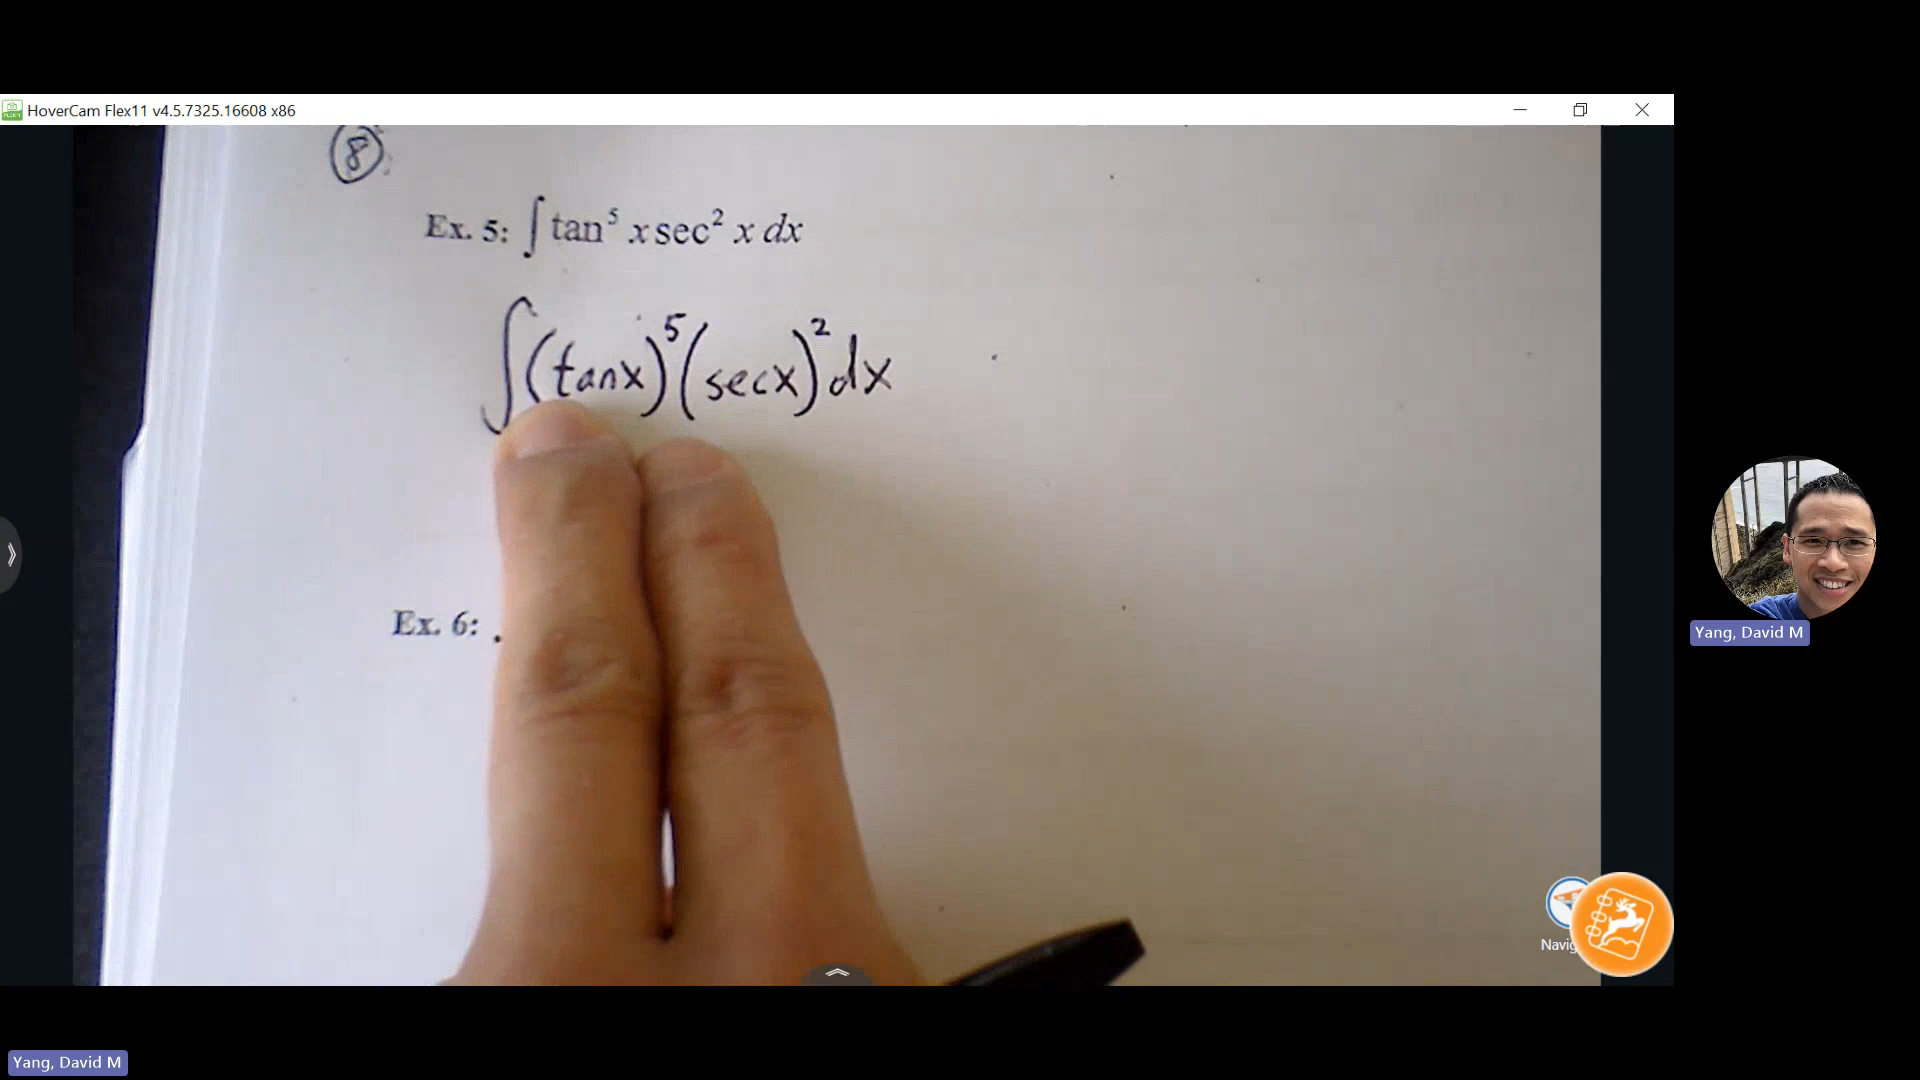 HoverCam Flex11 v4.5.7325.16608 x86
8
Ex. 5: ∫ tan⁵ x sec² x dx
∫(tanx)⁵(secx)²dx
Ex. 6:
Yang, David M
Yang, David M